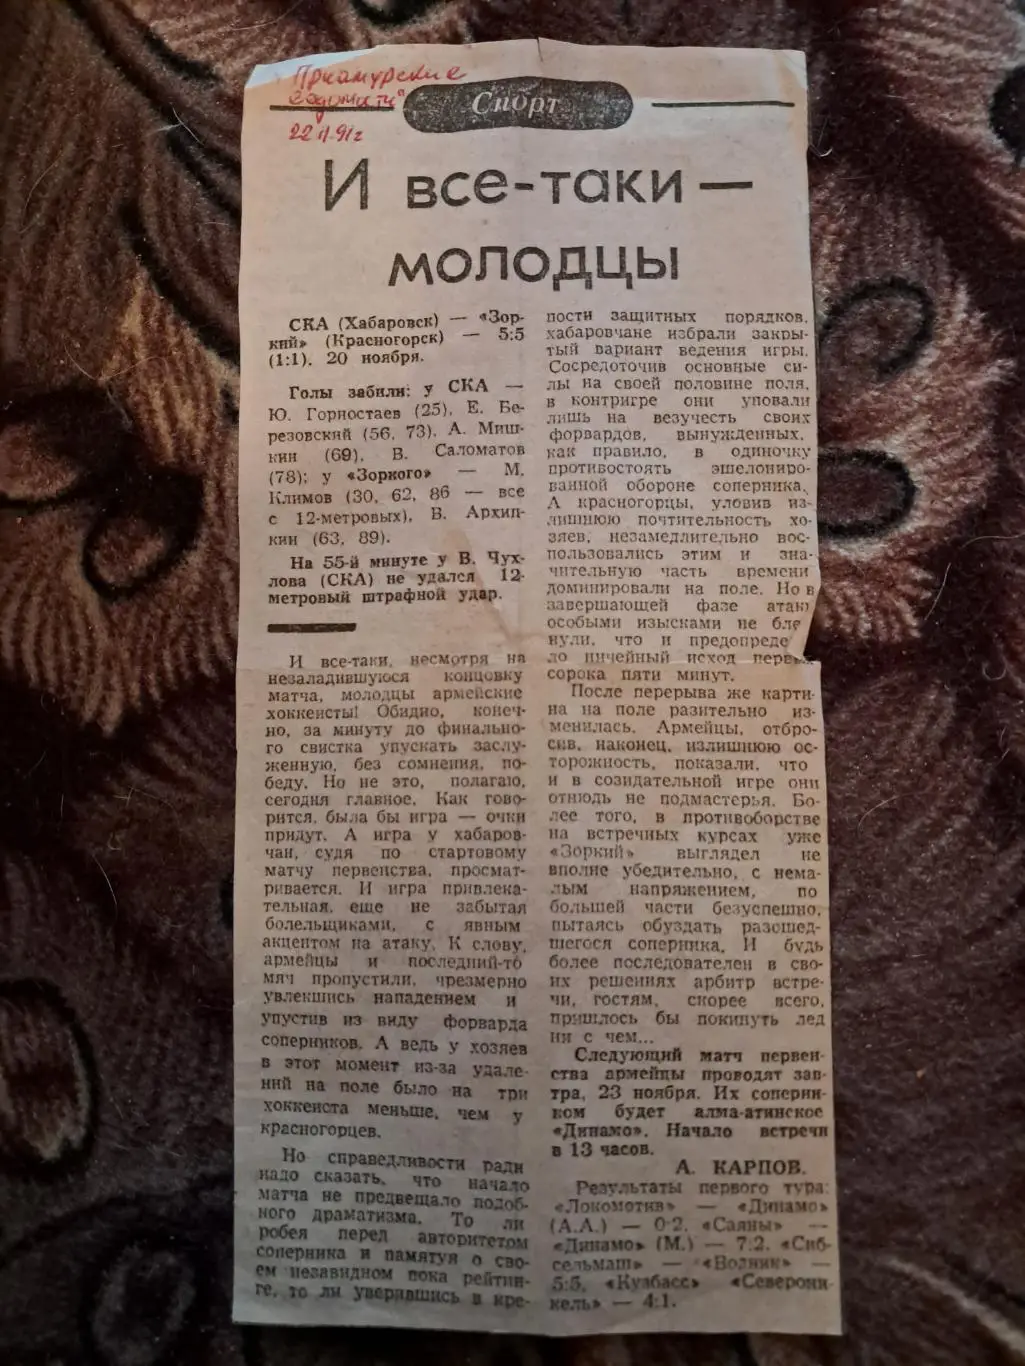 „Приамурские
ведомости"
22.11.91г
Спорт
И все-таки —
молодцы
СКА (Хабаровск) — «Зор-
кий» (Красногорск) — 5:5
(1:1). 20 ноября.
Голы забили: у СКА —
Ю. Горностаев (25), Е. Бе-
резовский (56, 73), А. Миш-
кин (69), В. Саломатов
(78); у «Зоркого» — М.
Климов (30, 62, 86 — все
с 12-метровых), В. Архип-
кин (63, 89).
На 55-й минуте у В. Чух-
лова (СКА) не удался 12-
метровый штрафной удар.
И все-таки, несмотря на
незаладившуюся концовку
матча, молодцы армейские
хоккеисты! Обидно, конеч-
но, за минуту до финально-
го свистка упускать заслу-
женную, без сомнения, по-
беду. Но не это, полагаю,
сегодня главное. Как гово-
рится, была бы игра — очки
придут. А игра у хабаров-
чан, судя по стартовому
матчу первенства, просмат-
ривается. И игра привлека-
тельная, еще не забытая
болельщиками, с явным
акцентом на атаку. К слову,
армейцы и последний-то
мяч пропустили, чрезмерно
увлекшись нападением и
упустив из виду форварда
соперников. А ведь у хозяев
в этот момент из-за удале-
ний на поле было на три
хоккеиста меньше, чем у
красногорцев.
Но справедливости ради
надо сказать, что начало
матча не предвещало подоб-
ного драматизма. То ли
робея перед авторитетом
соперника и памятуя о сво-
ем незавидном пока рейтин-
ге, то ли уверившись в кре-
пости защитных порядков,
хабаровчане избрали закры-
тый вариант ведения игры.
Сосредоточив основные си-
лы на своей половине поля,
в контригре они уповали
лишь на везучесть своих
форвардов, вынужденных,
как правило, в одиночку
противостоять эшелониро-
ванной обороне соперника.
А красногорцы, уловив из-
лишнюю почтительность хо-
зяев, незамедлительно вос-
пользовались этим и зна-
чительную часть времени
доминировали на поле. Но в
завершающей фазе атак
особыми изысками не бле
нули, что и предопреде
ло ничейный исход первых
сорока пяти минут.
После перерыва же карти-
на на поле разительно из-
менилась. Армейцы, отбро-
сив, наконец, излишнюю ос-
торожность, показали, что
и в созидательной игре они
отнюдь не подмастерья. Бо-
лее того, в противоборстве
на встречных курсах уже
«Зоркий» выглядел не
вполне убедительно, с нема-
лым напряжением, по
большей части безуспешно,
пытаясь обуздать разошед-
шегося соперника. И будь
более последователен в сво-
их решениях арбитр встре-
чи, гостям, скорее всего,
пришлось бы покинуть лед
ни с чем...
Следующий матч первен-
ства армейцы проводят зав-
тра, 23 ноября. Их соперни-
ком будет алма-атинское
«Динамо». Начало встречи
в 13 часов.
А. КАРПОВ.
Результаты первого тура:
«Локомотив» — «Динамо»
(А.А.) — 0:2. «Саяны» —
«Динамо» (М.) — 7:2. «Сиб-
сельмаш» — «Водник» —
5:5. «Кузбасс» «Североник-
кель» — 4:1.